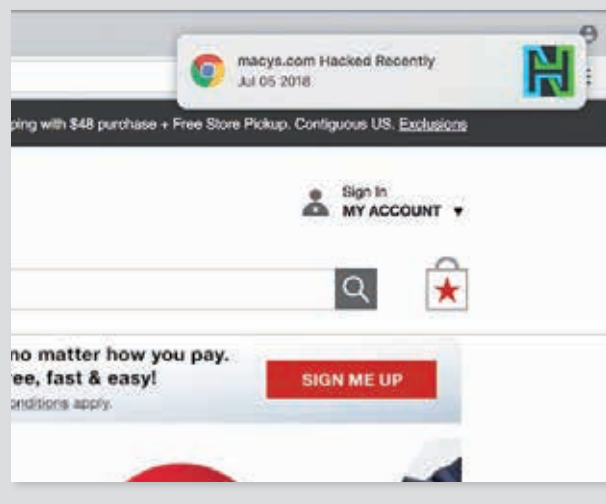 macys.com Hacked Recently
Jul 05 2018
ping with $48 purchase + Free Store Pickup. Contiguous US. Exclusions
Sign In
MY ACCOUNT ▼
no matter how you pay.
ee, fast & easy!
onditions apply.
SIGN ME UP